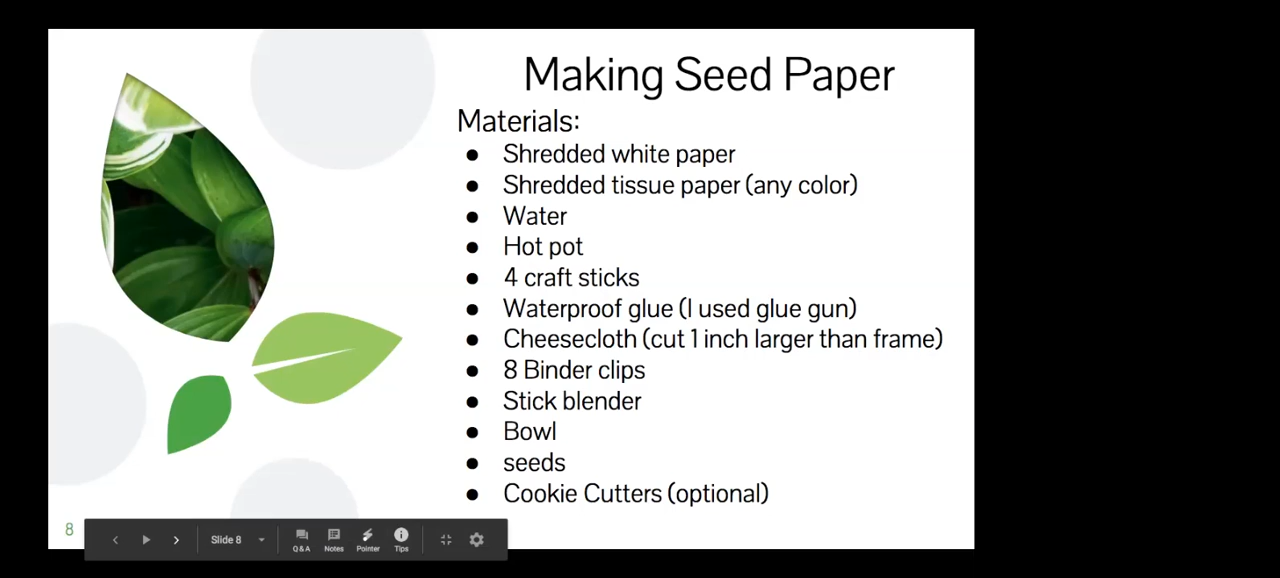 Making Seed Paper
Materials:
● Shredded white paper
● Shredded tissue paper (any color)
● Water
● Hot pot
● 4 craft sticks
● Waterproof glue (I used glue gun)
● Cheesecloth (cut 1 inch larger than frame)
● 8 Binder clips
● Stick blender
● Bowl
● seeds
● Cookie Cutters (optional)
8
Slide 8
Q&A Notes Pointer Tips